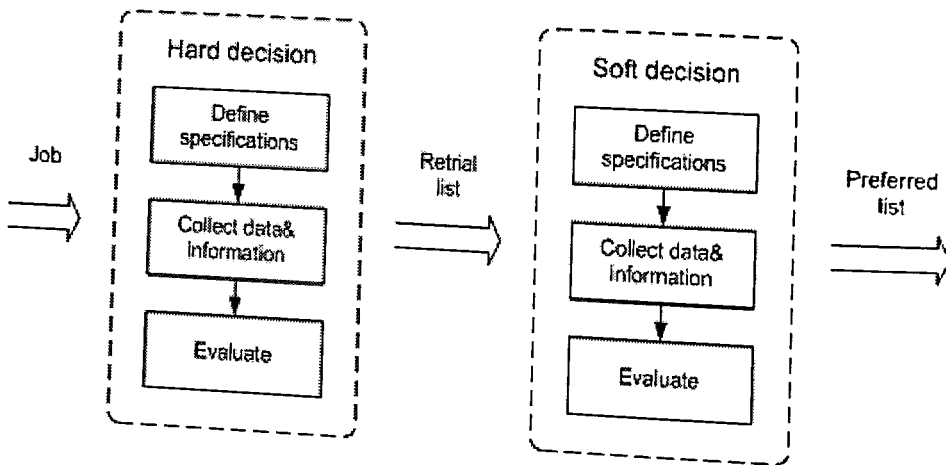 Job
Hard decision
Define
specifications
Collect data&
Information
Evaluate
Retrial
list
Soft decision
Define
specifications
Collect data&
Information
Evaluate
Preferred
list